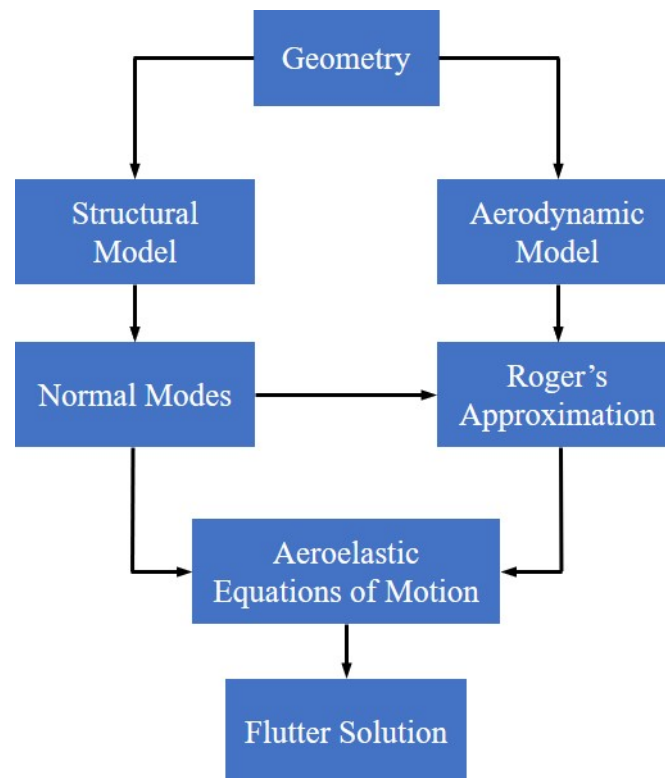 Geometry
Structural
Model
Aerodynamic
Model
Normal Modes
Roger’s
Approximation
Aeroelastic
Equations of Motion
Flutter Solution